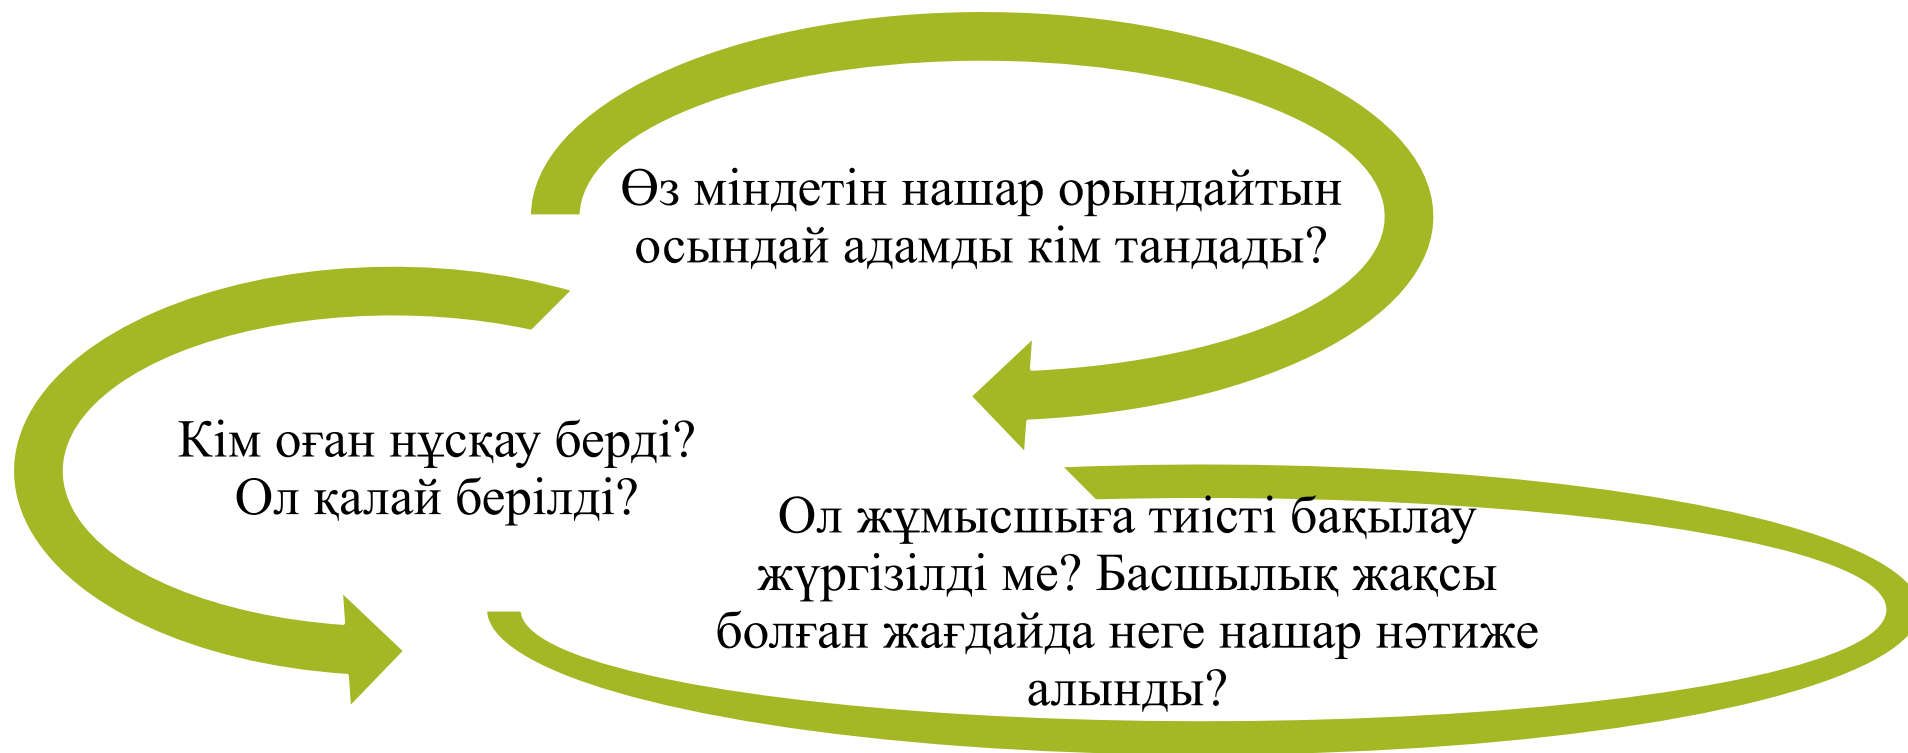 Өз міндетін нашар орындайтын
осындай адамды кім тандады?
Кім оған нұсқау берді?
Ол қалай берілді?
Ол жұмысшыға тиісті бақылау
жүргізілді ме? Басшылық жақсы
болған жағдайда неге нашар нәтиже
алынды?